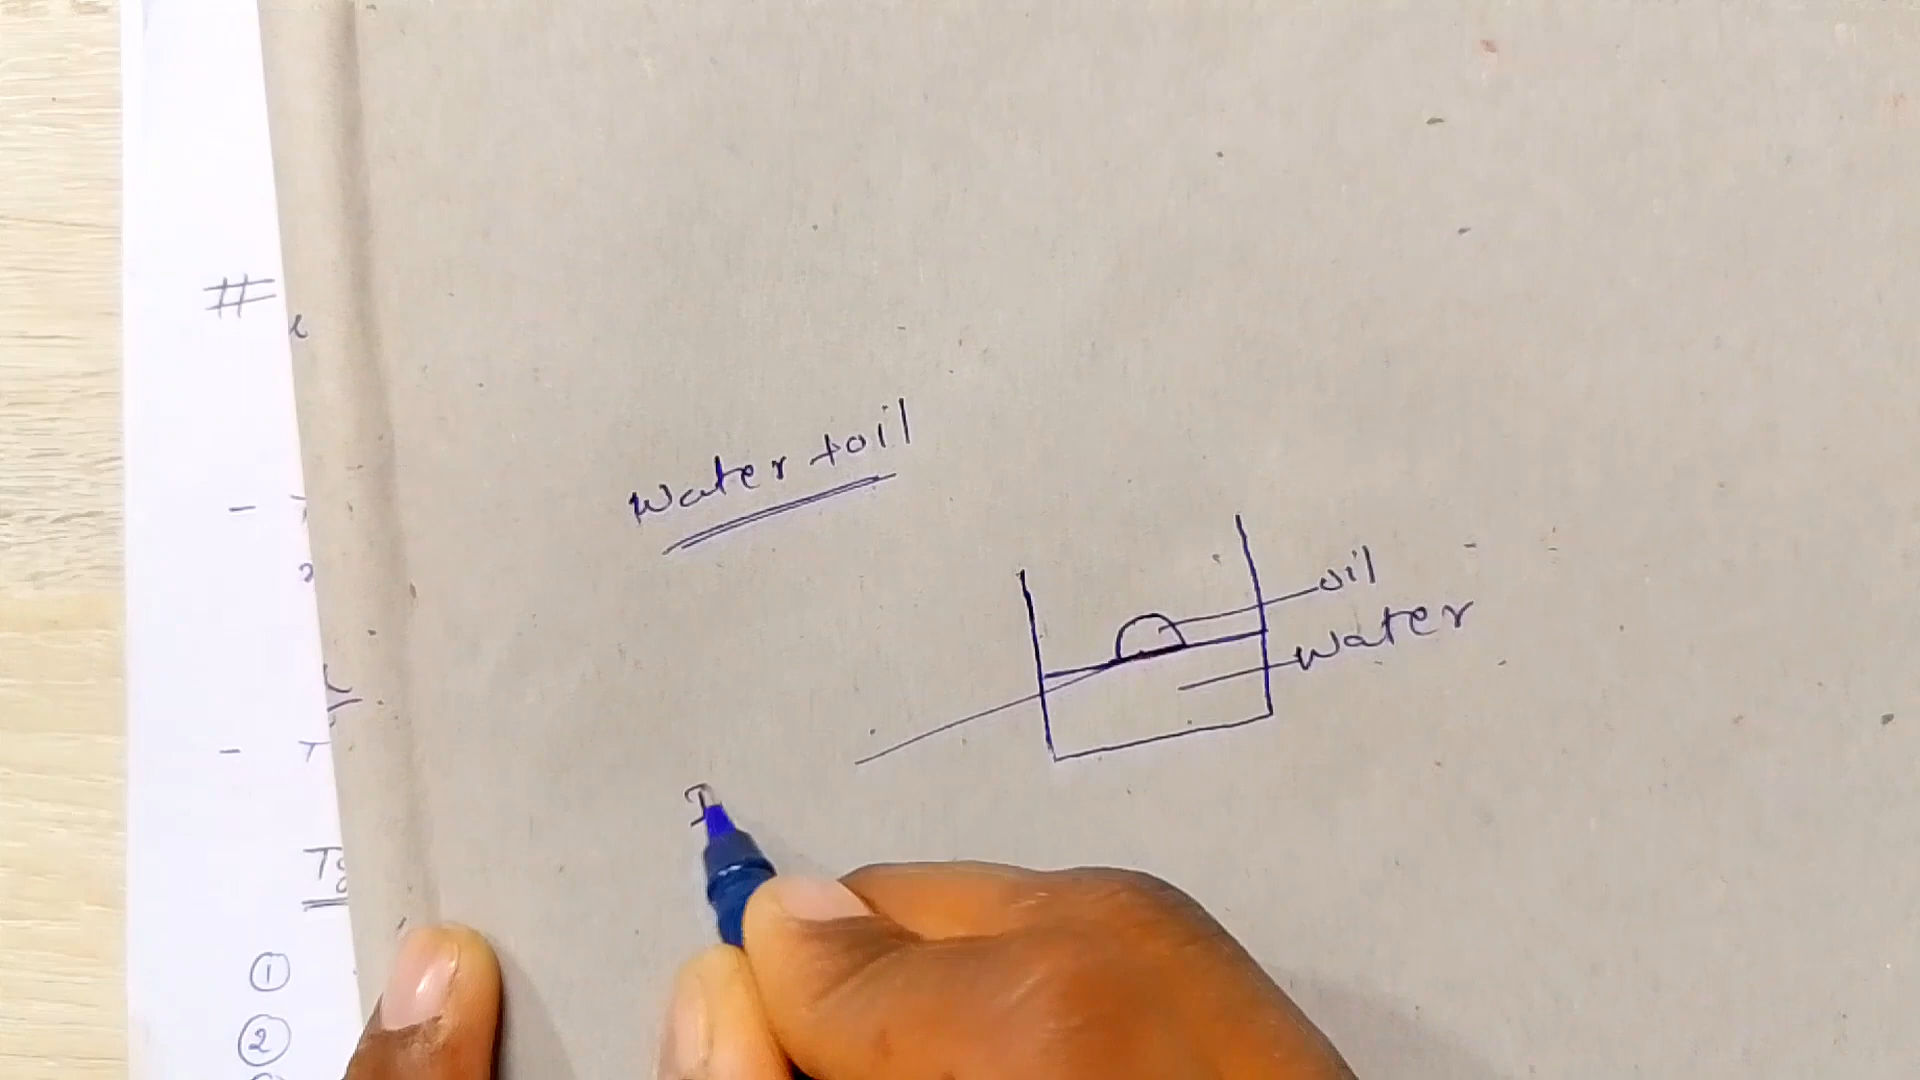 #
water + oil
oil
water
I
-
-
①
②